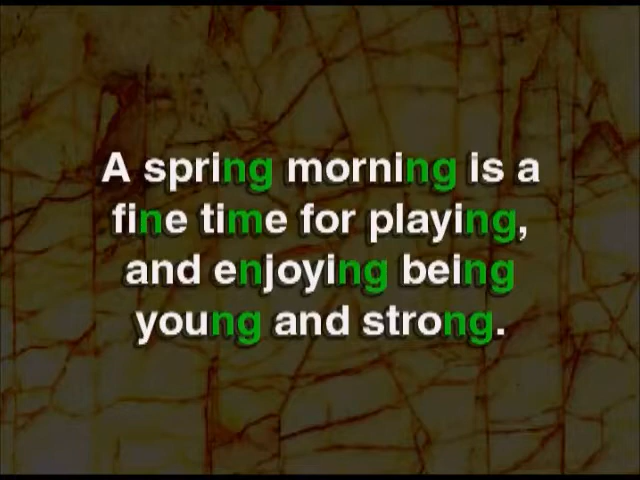 A spring morning is a
fine time for playing,
and enjoying being
young and strong.